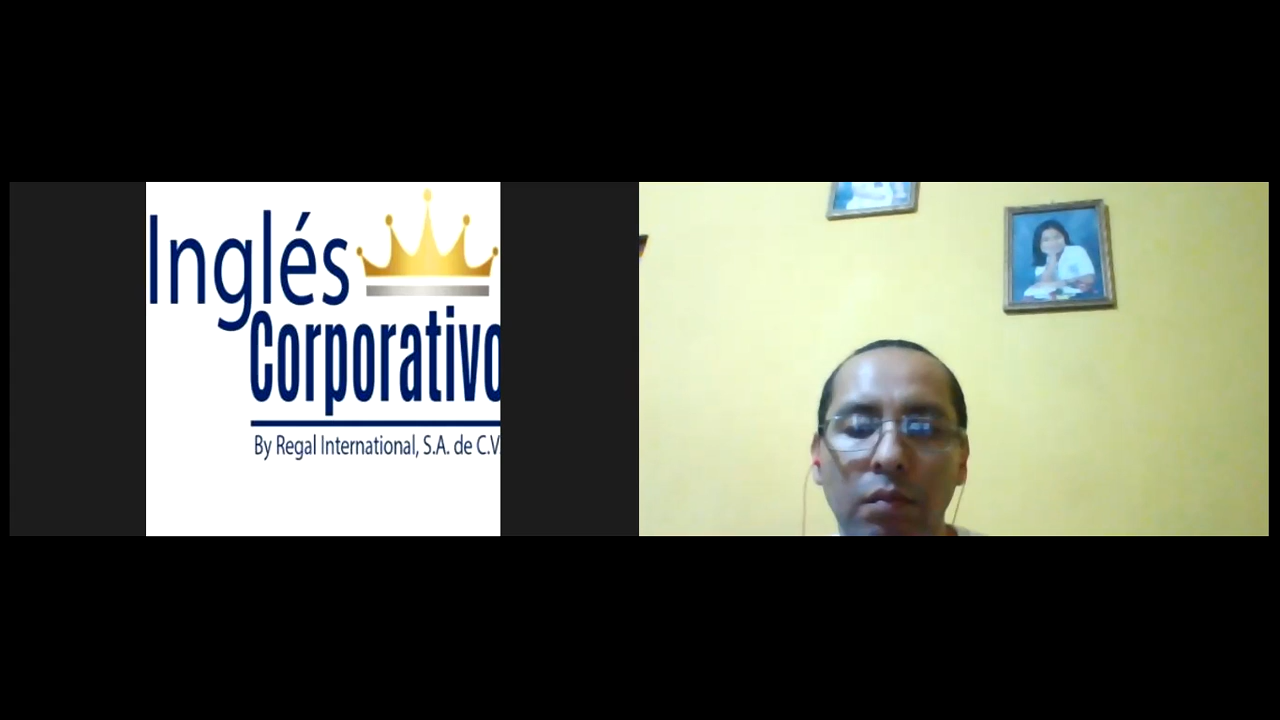 Inglés
Corporativo
By Regal International, S.A. de C.V.